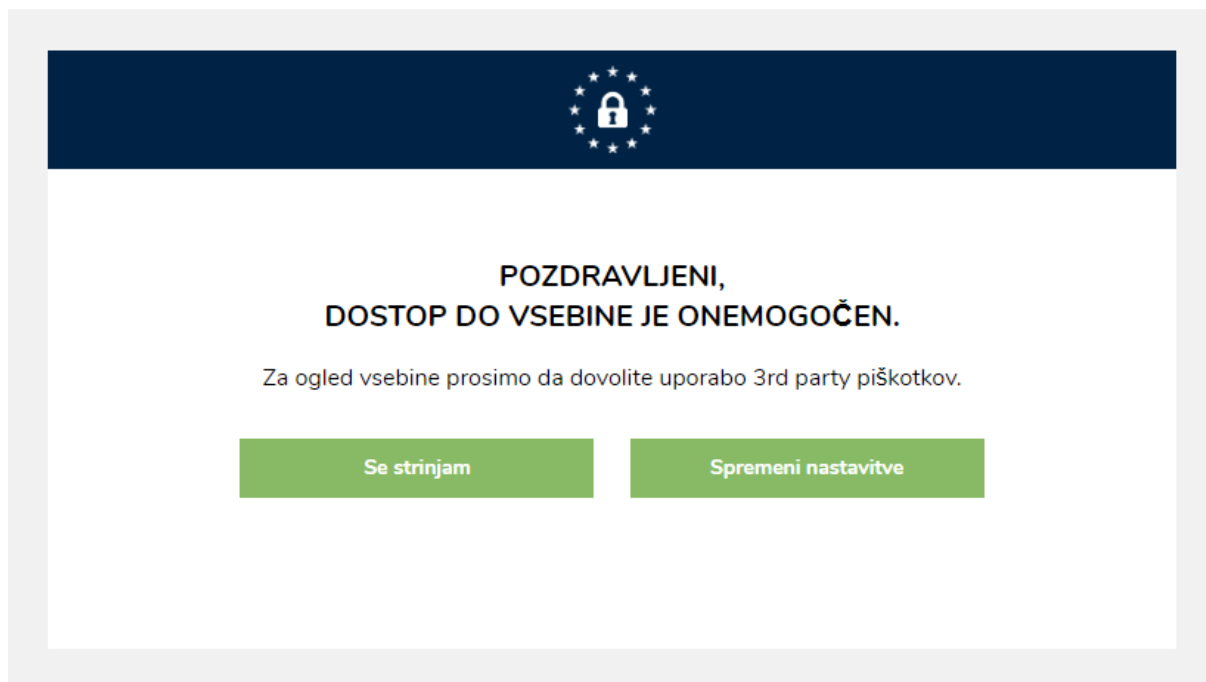 POZDRAVLJENI,
DOSTOP DO VSEBINE JE ONEMOGOČEN.
Za ogled vsebine prosimo da dovolite uporabo 3rd party piškotkov.
Se strinjam
Spremeni nastavitve